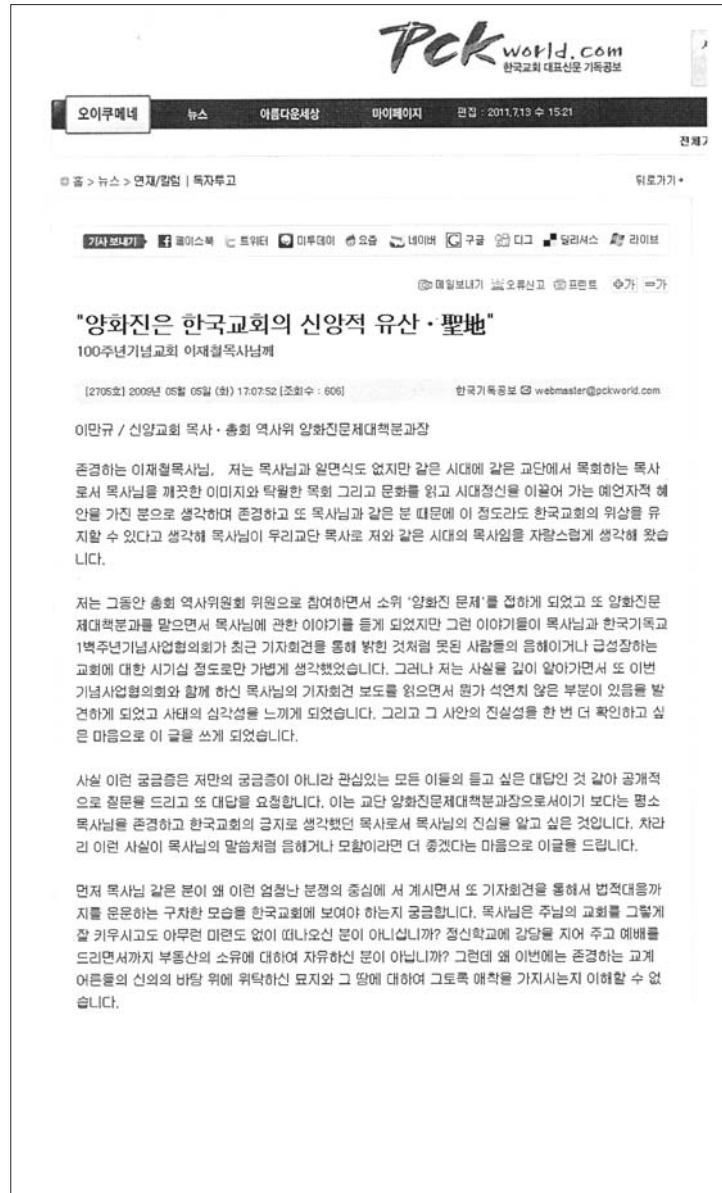 Pckworld.com
한국교회 대표신문 기독공보
오이쿠메네 뉴스 아름다운세상 마이페이지 편집 : 2011.7.13 수 15:21
전체기
홈 > 뉴스 > 연재/칼럼 | 독자투고 뒤로가기
기사보내기 페이스북 트위터 미투데이 요즘 네이버 구글 디그 딜리셔스 라이브
메일보내기 오류신고 프린트 가 가
"양화진은 한국교회의 신앙적 유산·聖地"
100주년기념교회 이재철목사님께
[2705호] 2009년 05월 05일 (화) 17:07:52 [조회수 : 606] 한국기독공보 webmaster@pckworld.com
이만규 / 신양교회 목사·총회 역사위 양화진문제대책분과장
존경하는 이재철목사님, 저는 목사님과 일면식도 없지만 같은 시대에 같은 교단에서 목회하는 목사
로서 목사님을 깨끗한 이미지와 탁월한 목회 그리고 문화를 읽고 시대정신을 이끌어 가는 예언자적 혜
안을 가진 분으로 생각하며 존경하고 또 목사님과 같은 분 때문에 이 정도라도 한국교회의 위상을 유
지할 수 있다고 생각해 목사님이 우리교단 목사로 저와 같은 시대의 목사임을 자랑스럽게 생각해 왔습
니다.
저는 그동안 총회 역사위원회 위원으로 참여하면서 소위 '양화진 문제'를 접하게 되었고 또 양화진문
제대책분과를 맡으면서 목사님에 관한 이야기를 듣게 되었지만 그런 이야기들이 목사님과 한국기독교
1백주년기념사업협의회가 최근 기자회견을 통해 밝힌 것처럼 못된 사람들의 음해이거나 급성장하는
교회에 대한 시기심 정도로만 가볍게 생각했었습니다. 그러나 저는 사실을 깊이 알아가면서 또 이번
기념사업협의회와 함께 하신 목사님의 기자회견 보도를 읽으면서 뭔가 석연치 않은 부분이 있음을 발
견하게 되었고 사태의 심각성을 느끼게 되었습니다. 그리고 그 사안의 진실성을 한 번 더 확인하고 싶
은 마음으로 이 글을 쓰게 되었습니다.
사실 이런 궁금증은 저만의 궁금증이 아니라 관심있는 모든 이들의 듣고 싶은 대답인 것 같아 공개적
으로 질문을 드리고 또 대답을 요청합니다. 이는 교단 양화진문제대책분과장으로서이기 보다는 평소
목사님을 존경하고 한국교회의 긍지로 생각했던 목사로서 목사님의 진심을 알고 싶은 것입니다. 차라
리 이런 사실이 목사님의 말씀처럼 음해거나 모함이라면 더 좋겠다는 마음으로 이글을 드립니다.
먼저 목사님 같은 분이 왜 이런 엄청난 분쟁의 중심에 서 계시면서 또 기자회견을 통해서 법적대응까
지를 운운하는 구차한 모습을 한국교회에 보여야 하는지 궁금합니다. 목사님은 주님의 교회를 그렇게
잘 키우시고도 아무런 미련도 없이 떠나오신 분이 아니십니까? 정신학교에 강당을 지어 주고 예배를
드리면서까지 부동산의 소유에 대하여 자유하신 분이 아닙니까? 그런데 왜 이번에는 존경하는 교계
어른들의 신의의 바탕 위에 위탁하신 묘지와 그 땅에 대하여 그토록 애착을 가지시는지 이해할 수 없
습니다.